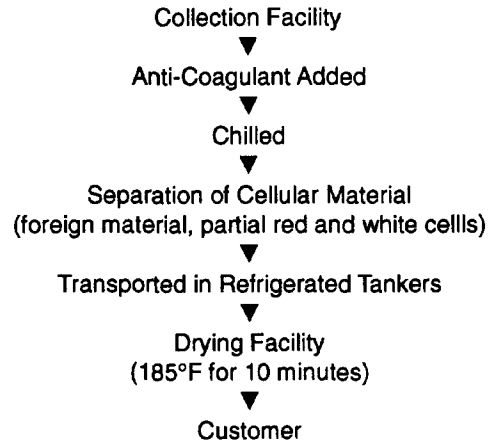 Collection Facility
Anti-Coagulant Added
Chilled
Separation of Cellular Material
(foreign material, partial red and white cellls)
Transported in Refrigerated Tankers
Drying Facility
(185°F for 10 minutes)
Customer